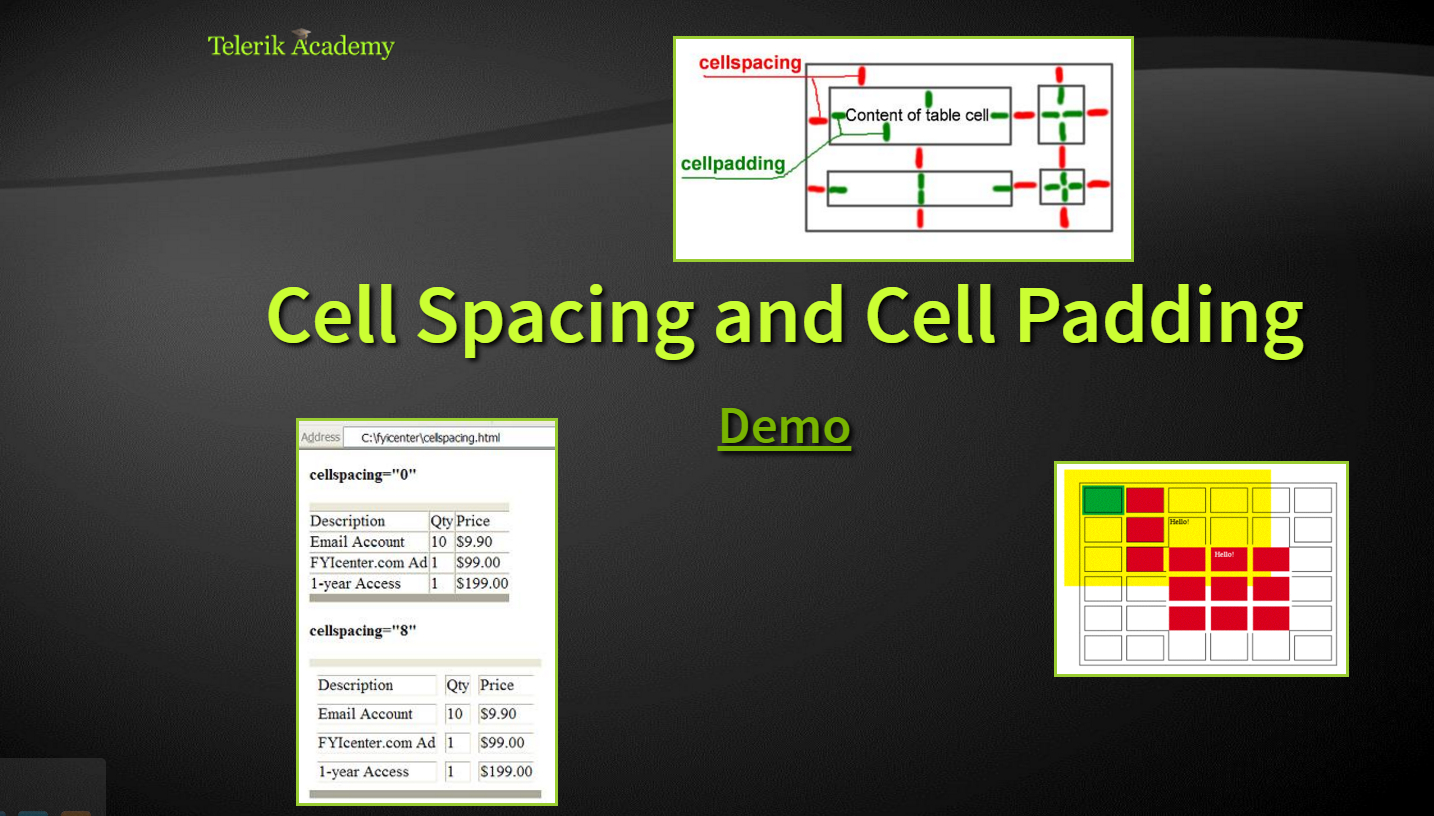 Telerik Academy
cellspacing
Content of table cell
cellpadding
Cell Spacing and Cell Padding
Demo
Address C:\fyicenter\cellspacing.html
cellspacing="0"
Description Qty Price
Email Account 10 $9.90
FYIcenter.com Ad 1 $99.00
1-year Access 1 $199.00
cellspacing="8"
Description Qty Price
Email Account 10 $9.90
FYIcenter.com Ad 1 $99.00
1-year Access 1 $199.00
Hello!
Hello!